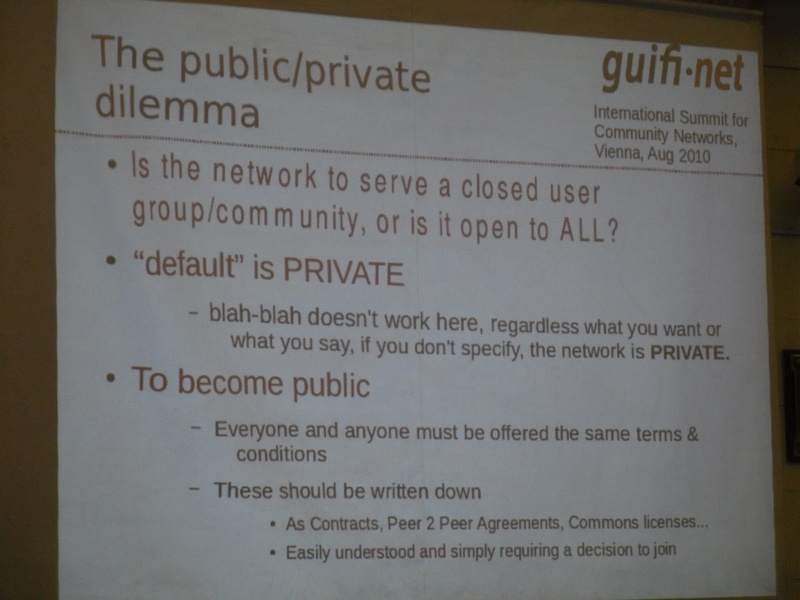 The public/private
dilemma
guifi·net
International Summit for
Community Networks,
Vienna, Aug 2010
• Is the network to serve a closed user
group/community, or is it open to ALL?
• “default” is PRIVATE
– blah-blah doesn't work here, regardless what you want or
what you say, if you don't specify, the network is PRIVATE.
• To become public
– Everyone and anyone must be offered the same terms &
conditions
– These should be written down
• As Contracts, Peer 2 Peer Agreements, Commons licenses...
• Easily understood and simply requiring a decision to join